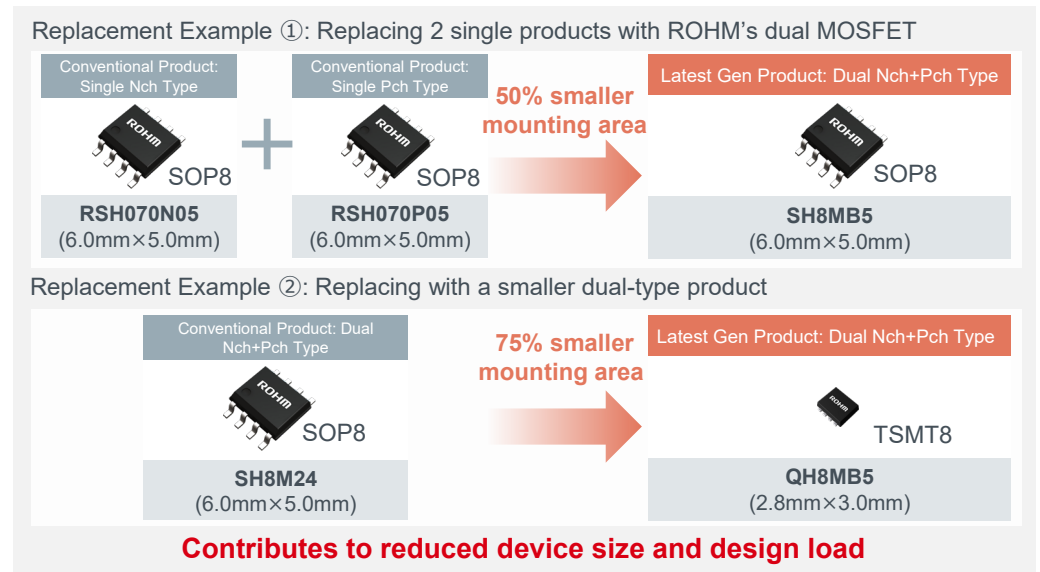 Replacement Example ①: Replacing 2 single products with ROHM's dual MOSFET
Conventional Product:
Single Nch Type
Conventional Product:
Single Pch Type
50% smaller
mounting area
Latest Gen Product: Dual Nch+Pch Type
ROHM
SOP8
+
ROHM
SOP8
ROHM
SOP8
RSH070N05
(6.0mm×5.0mm)
RSH070P05
(6.0mm×5.0mm)
SH8MB5
(6.0mm×5.0mm)
Replacement Example ②: Replacing with a smaller dual-type product
Conventional Product: Dual
Nch+Pch Type
75% smaller
mounting area
Latest Gen Product: Dual Nch+Pch Type
ROHM
SOP8
ROHM
TSMT8
SH8M24
(6.0mm×5.0mm)
QH8MB5
(2.8mm×3.0mm)
Contributes to reduced device size and design load